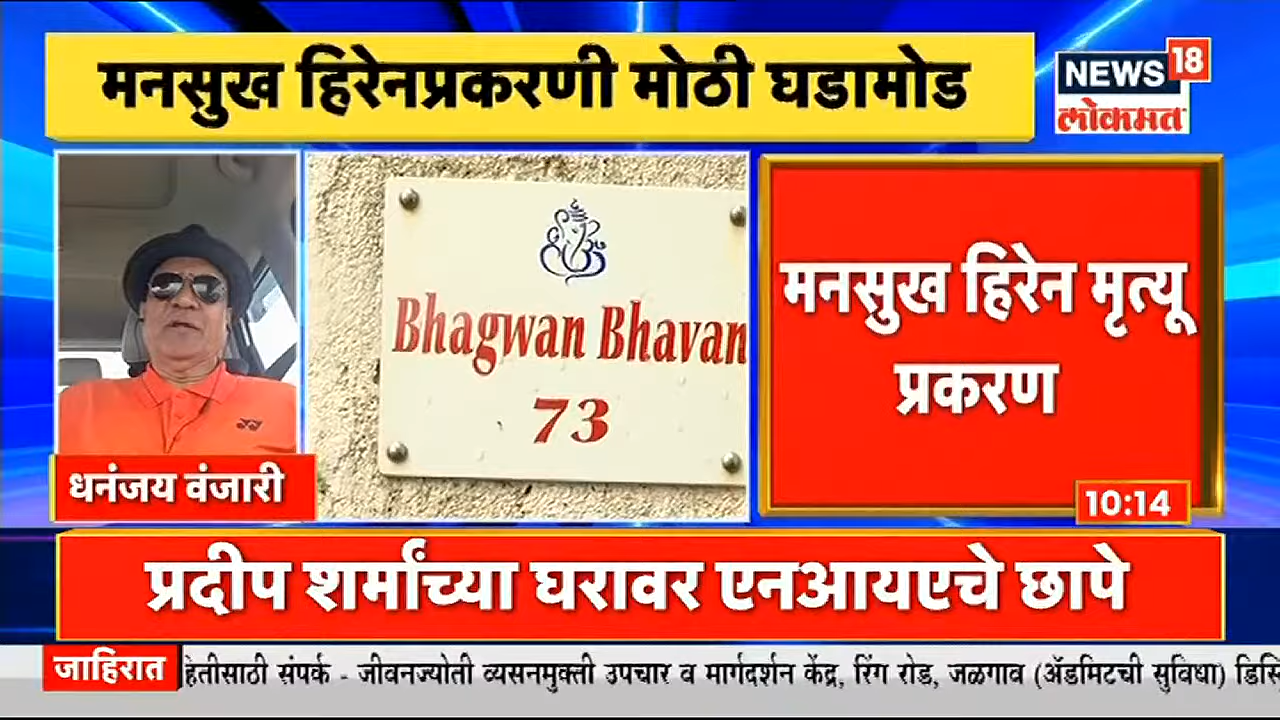 मनसुख हिरेनप्रकरणी मोठी घडामोड
NEWS 18
लोकमत
Bhagwan Bhavan
73
मनसुख हिरेन मृत्यू
प्रकरण
धनंजय वंजारी
10:14
प्रदीप शर्मांच्या घरावर एनआयएचे छापे
जाहिरात
हेतीसाठी संपर्क - जीवनज्योती व्यसनमुक्ती उपचार व मार्गदर्शन केंद्र, रिंग रोड, जळगाव (ॲडमिटची सुविधा)